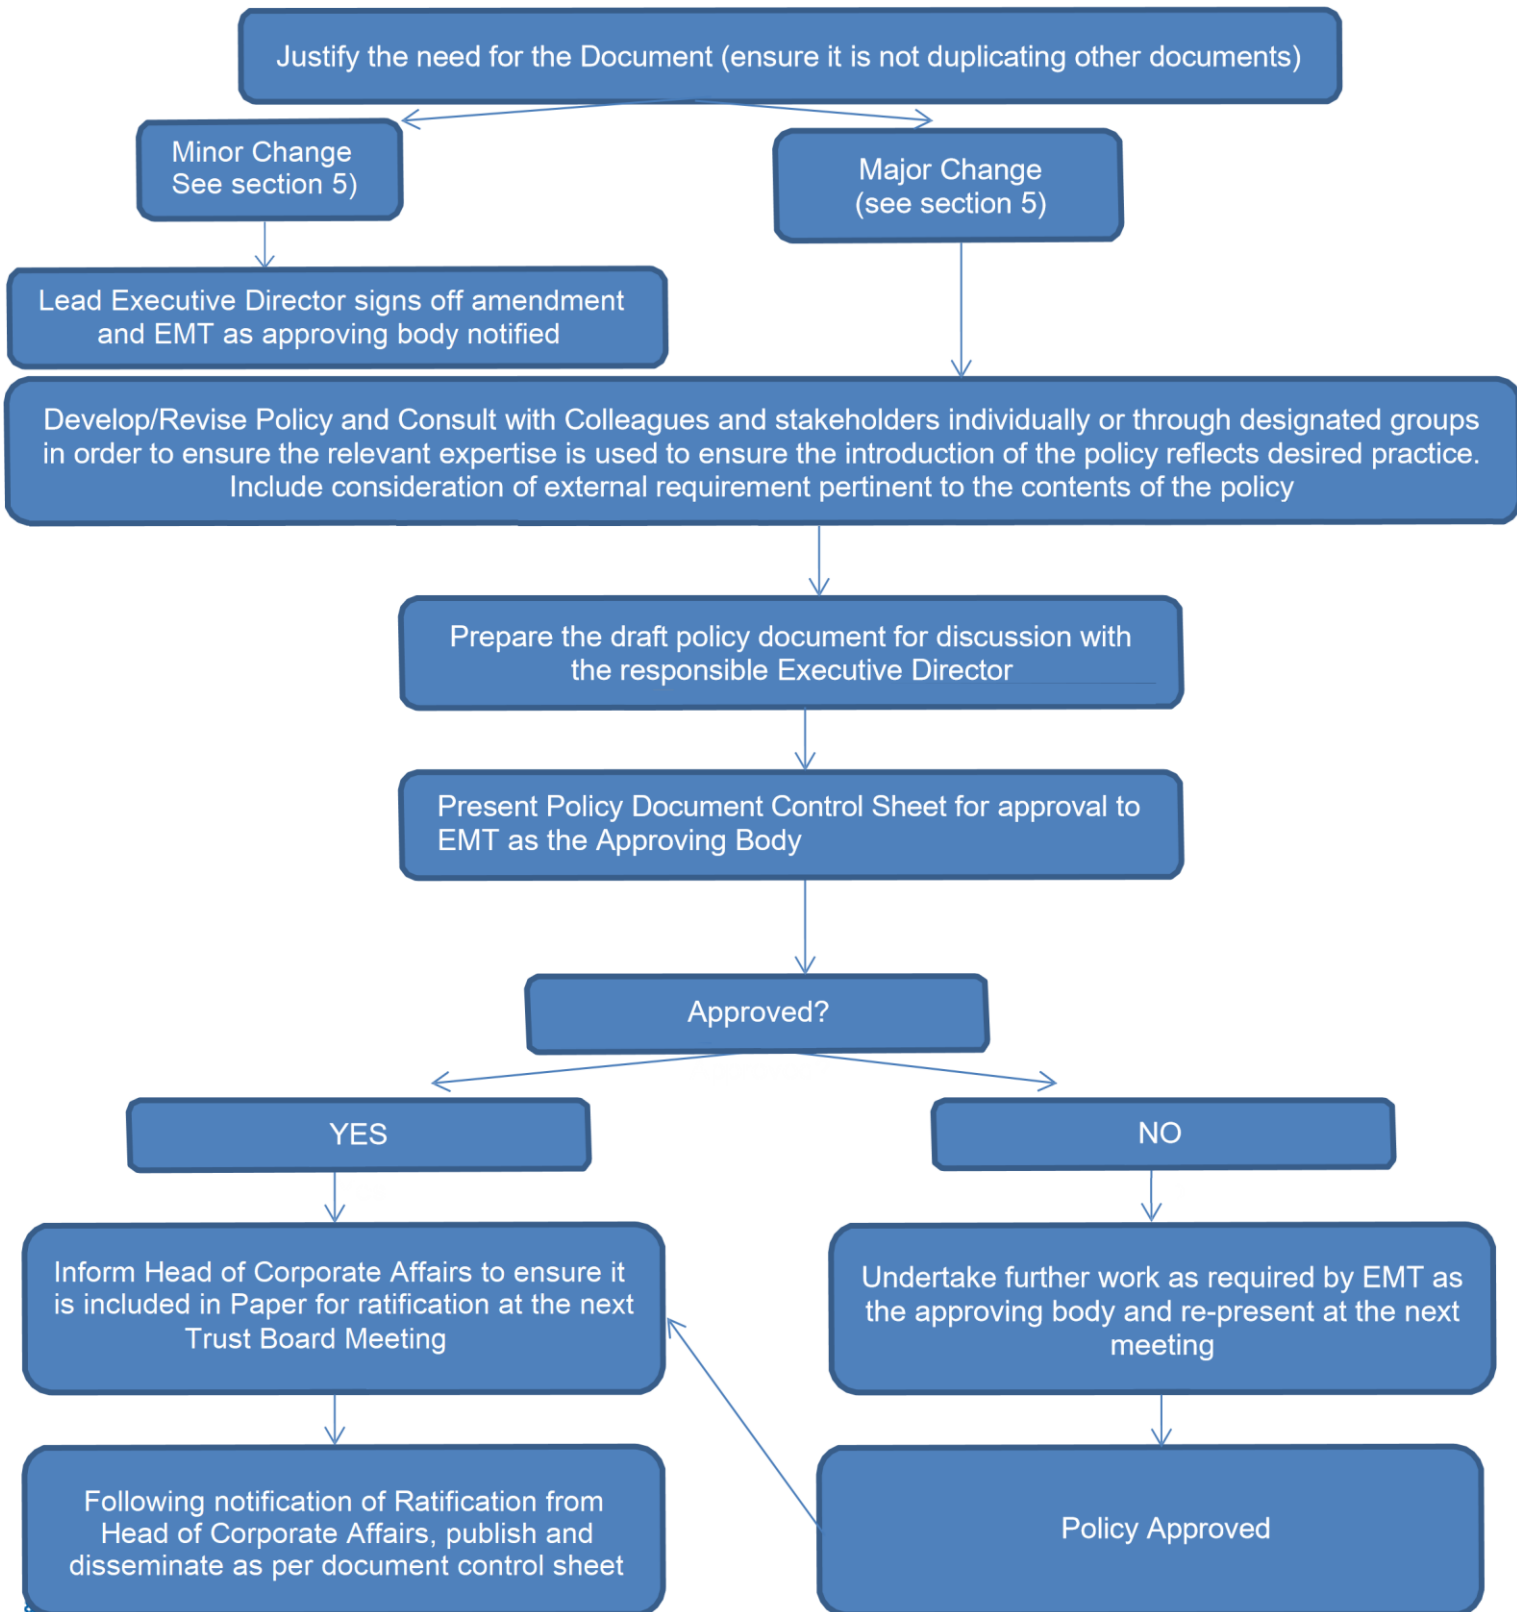 Justify the need for the Document (ensure it is not duplicating other documents)
Minor Change
See section 5)
Major Change
(see section 5)
Lead Executive Director signs off amendment
and EMT as approving body notified
Develop/Revise Policy and Consult with Colleagues and stakeholders individually or through designated groups
in order to ensure the relevant expertise is used to ensure the introduction of the policy reflects desired practice.
Include consideration of external requirement pertinent to the contents of the policy
Prepare the draft policy document for discussion with
the responsible Executive Director
Present Policy Document Control Sheet for approval to
EMT as the Approving Body
Approved?
YES
NO
Inform Head of Corporate Affairs to ensure it
is included in Paper for ratification at the next
Trust Board Meeting
Undertake further work as required by EMT as
the approving body and re-present at the next
meeting
Following notification of Ratification from
Head of Corporate Affairs, publish and
disseminate as per document control sheet
Policy Approved